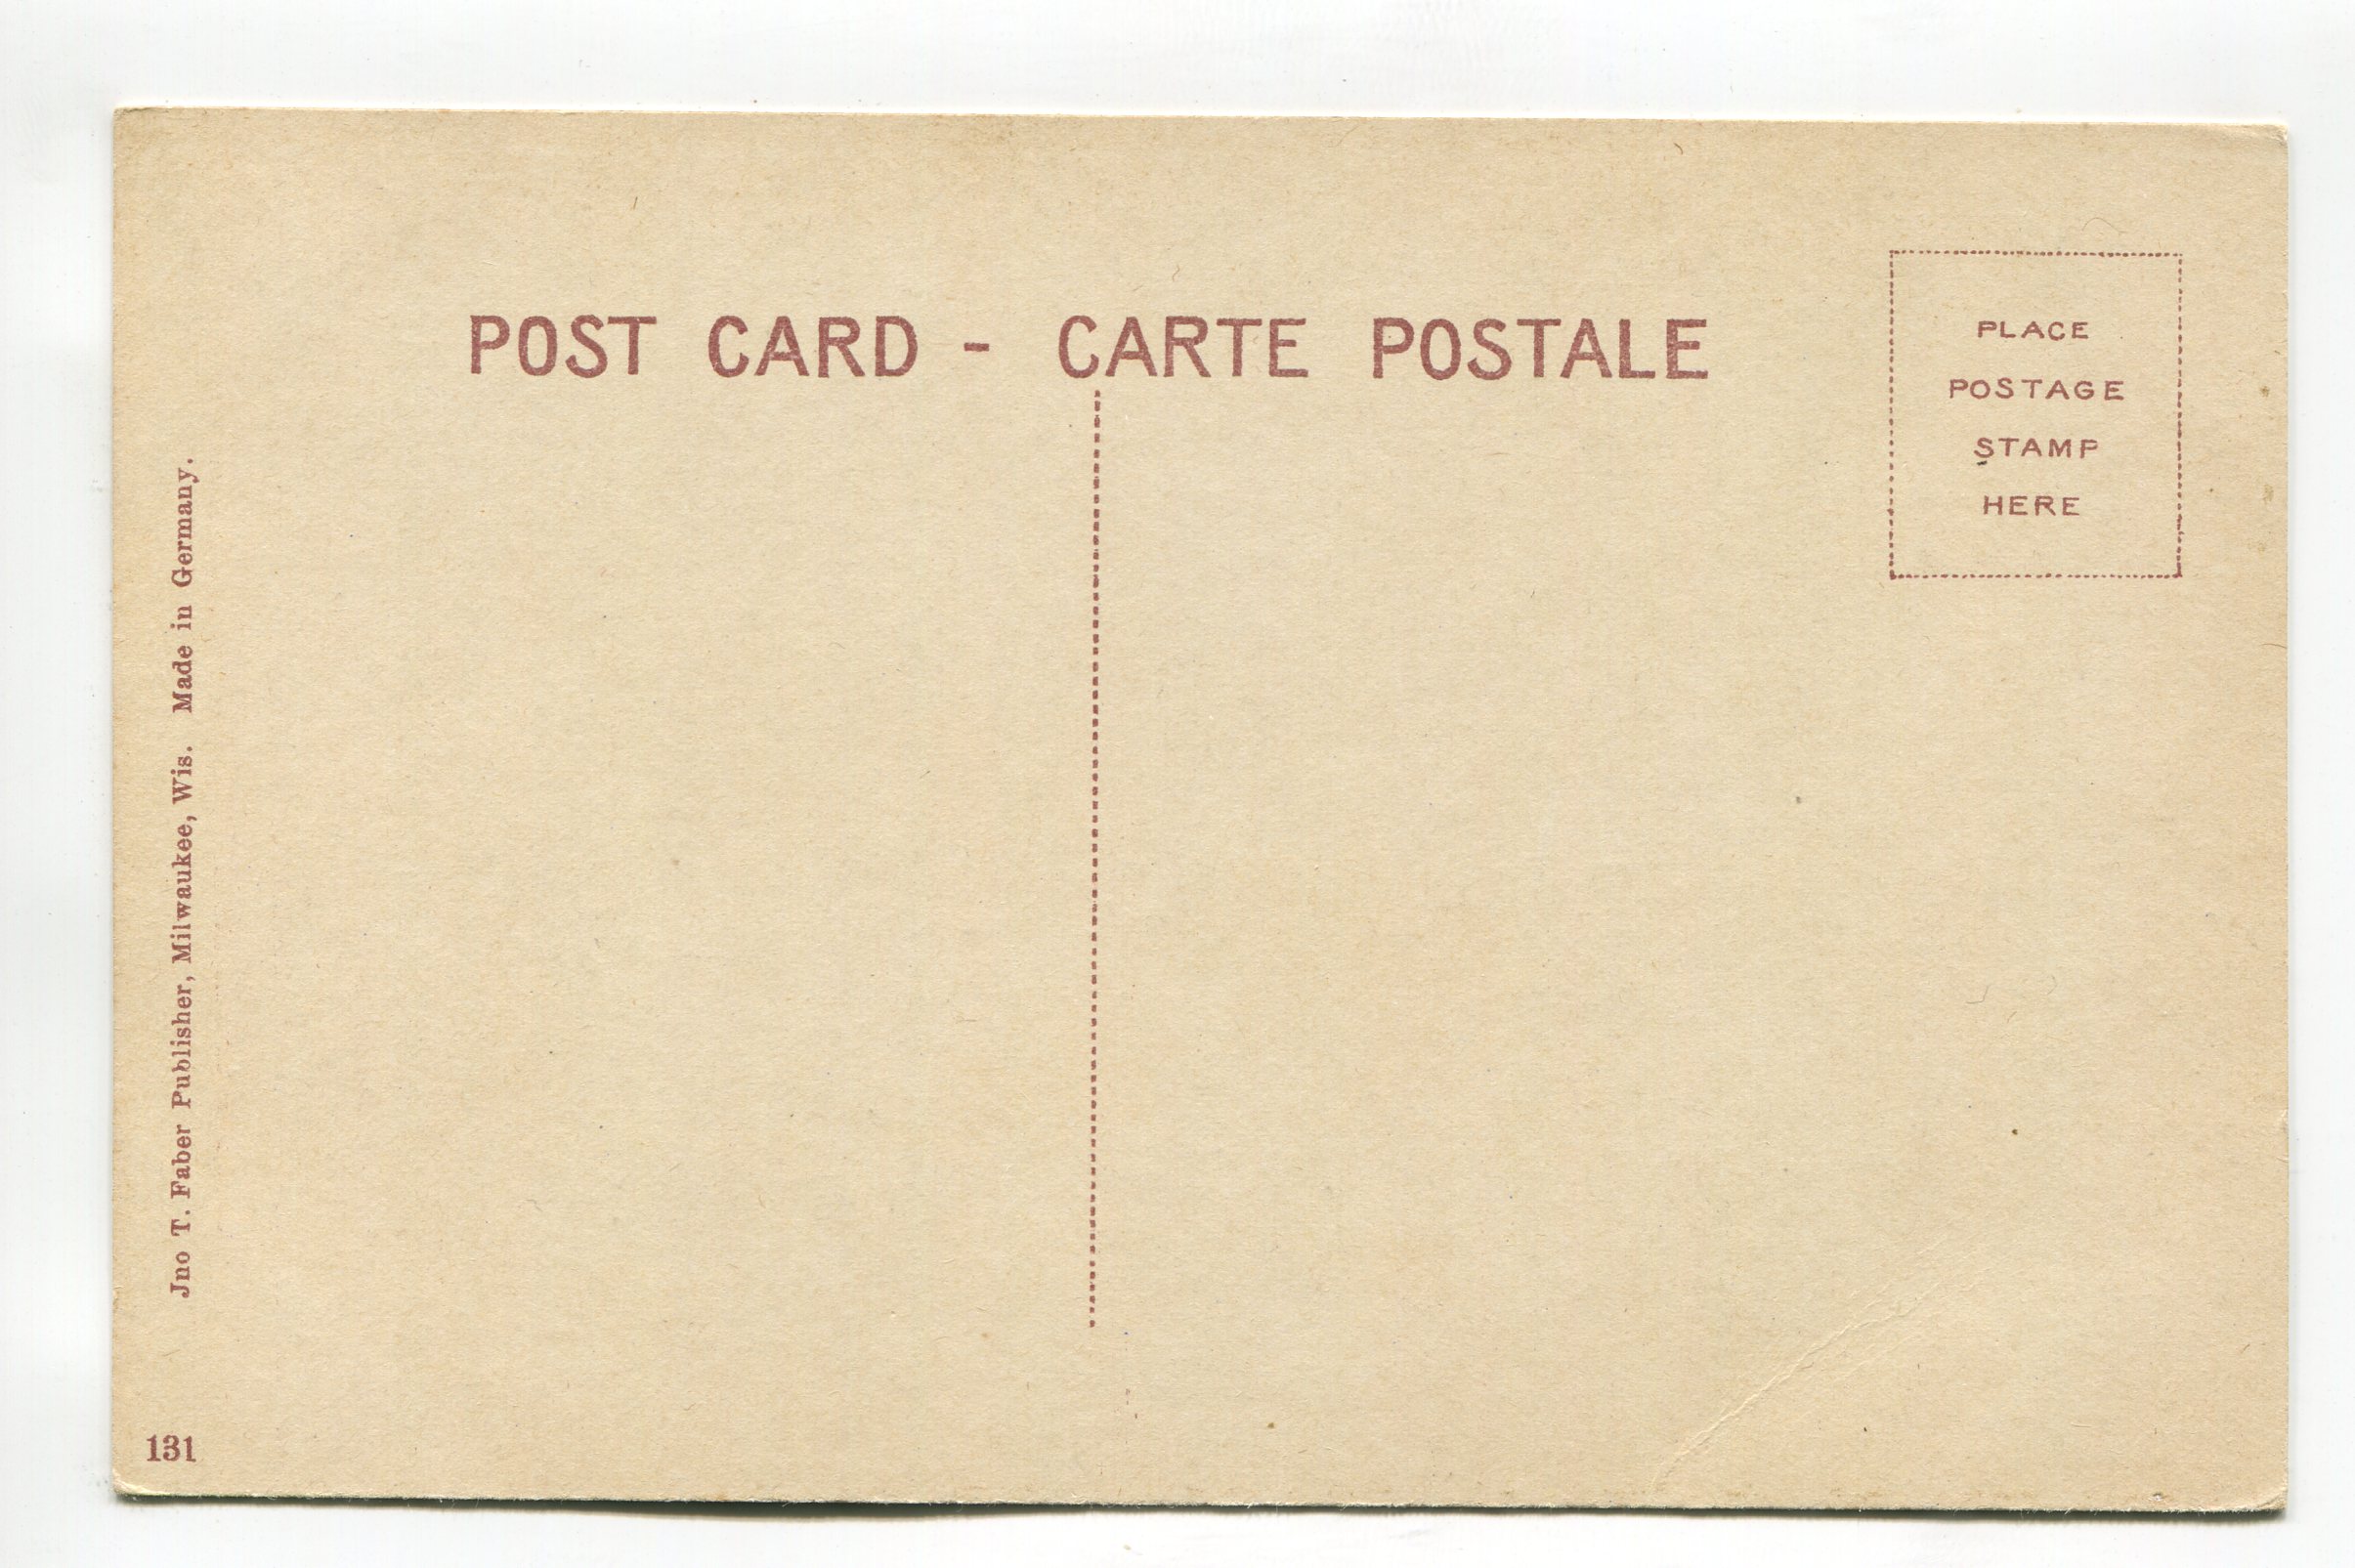 POST CARD - CARTE POSTALE
PLACE
POSTAGE
STAMP
HERE
Jno T. Faber Publisher, Milwaukee, Wis. Made in Germany.
131